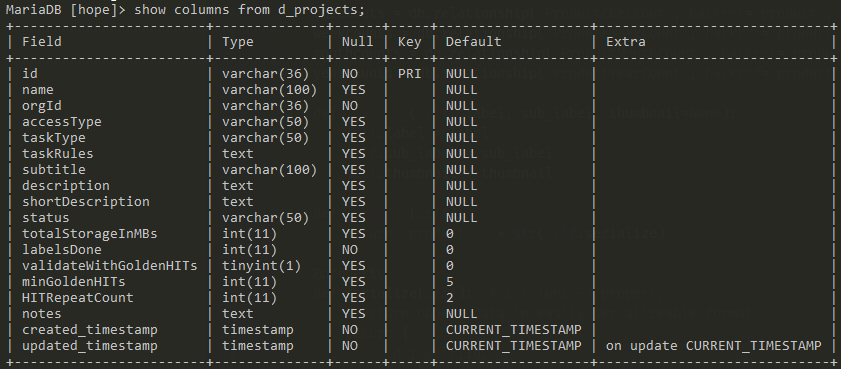 MariaDB [hope]> show columns from d_projects;
+------------------------+--------------+------+-----+-------------------+-----------------------------+
| Field | Type | Null | Key | Default | Extra |
+------------------------+--------------+------+-----+-------------------+-----------------------------+
| id | varchar(36) | NO | PRI | NULL | |
| name | varchar(100) | YES | | NULL | |
| orgId | varchar(36) | NO | | NULL | |
| accessType | varchar(50) | YES | | NULL | |
| taskType | varchar(50) | YES | | NULL | |
| taskRules | text | YES | | NULL | |
| subtitle | varchar(100) | YES | | NULL | |
| description | text | YES | | NULL | |
| shortDescription | text | YES | | NULL | |
| status | varchar(50) | YES | | NULL | |
| totalStorageInMBs | int(11) | YES | | 0 | |
| labelsDone | int(11) | NO | | 0 | |
| validateWithGoldenHITs | tinyint(1) | YES | | 0 | |
| minGoldenHITs | int(11) | YES | | 5 | |
| HITRepeatCount | int(11) | YES | | 2 | |
| notes | text | YES | | NULL | |
| created_timestamp | timestamp | NO | | CURRENT_TIMESTAMP | |
| updated_timestamp | timestamp | NO | | CURRENT_TIMESTAMP | on update CURRENT_TIMESTAMP |
+------------------------+--------------+------+-----+-------------------+-----------------------------+